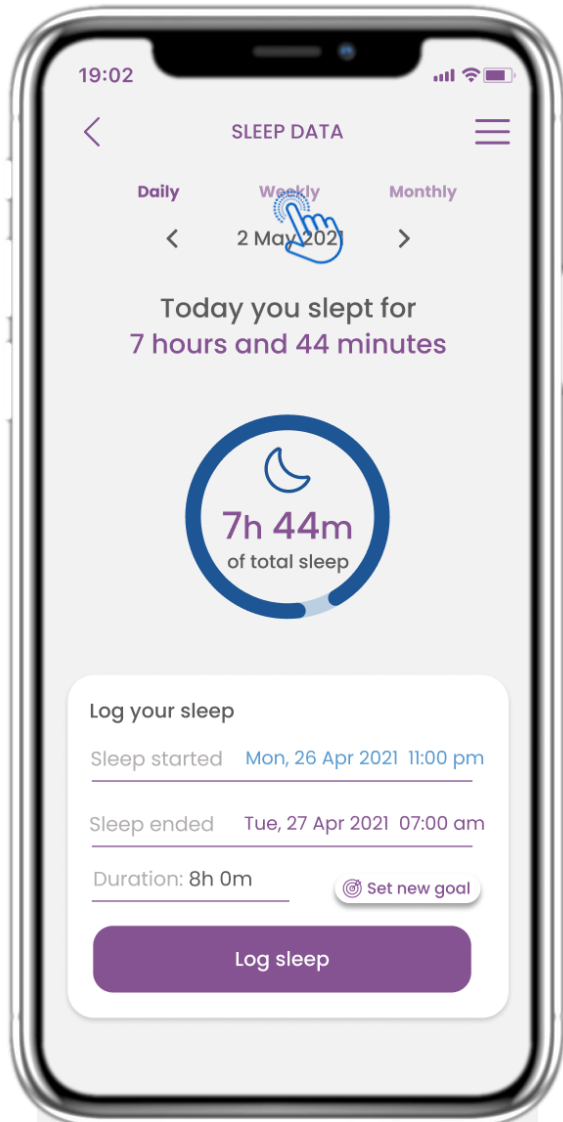 19:02
SLEEP DATA
Daily Weekly Monthly
2 May 2021
Today you slept for
7 hours and 44 minutes
7h 44m
of total sleep
Log your sleep
Sleep started Mon, 26 Apr 2021 11:00 pm
Sleep ended Tue, 27 Apr 2021 07:00 am
Duration: 8h 0m
Set new goal
Log sleep